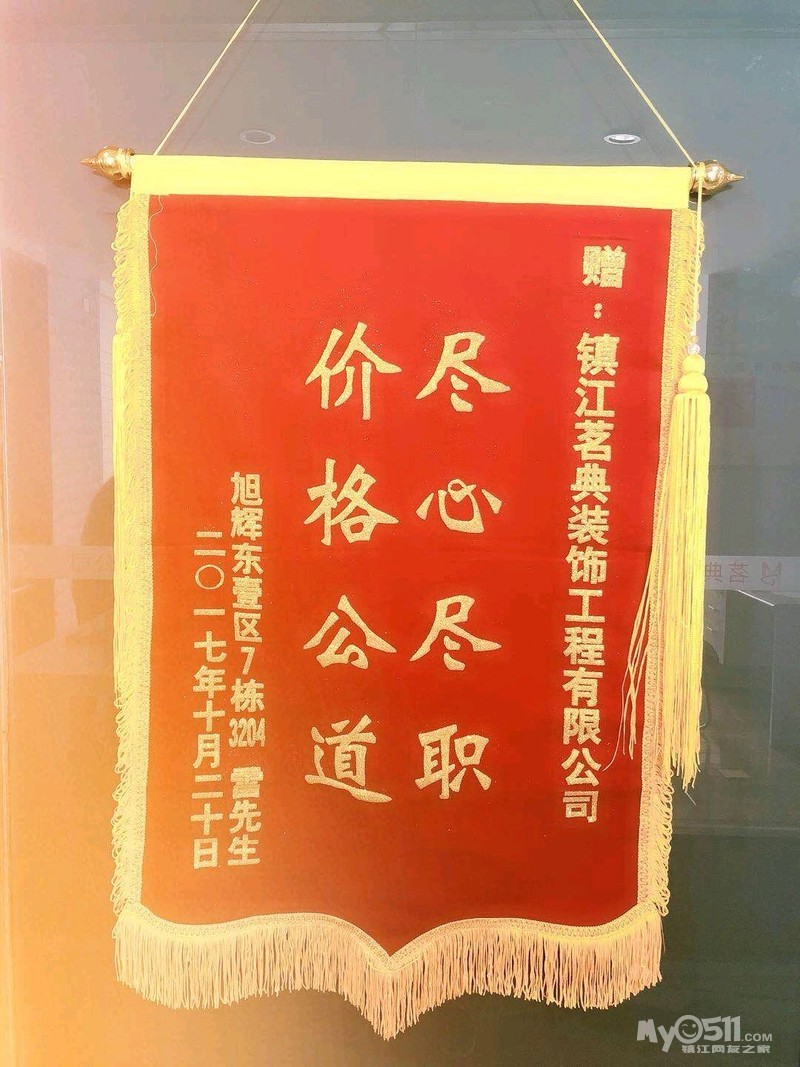 赠：镇江茗典装饰工程有限公司
尽心尽职
价格公道
旭辉东壹区7栋3204 雷先生
二〇一七年十月二十日
茗典
My0511.COM
镇江网友之家